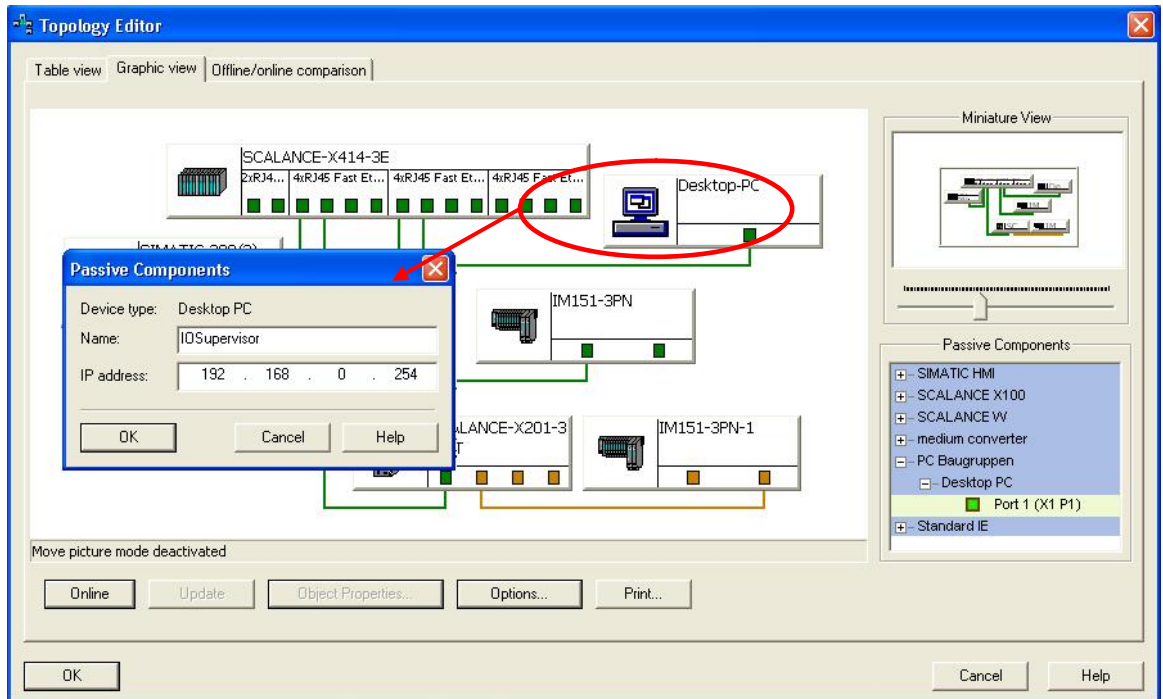 Topology Editor
Table view Graphic view Offline/online comparison
SCALANCE-X414-3E
2xRJ4... 4xRJ45 Fast Et... 4xRJ45 Fast Et... 4xRJ45 Fast Et...
Desktop-PC
Passive Components
Device type: Desktop PC
Name: IOSupervisor
IP address: 192 . 168 . 0 . 254
OK Cancel Help
IM151-3PN
ALANCE-X201-3
IM151-3PN-1
Move picture mode deactivated
Online Update Object Properties... Options... Print...
Miniature View
Passive Components
SIMATIC HMI
SCALANCE X100
SCALANCE W
medium converter
PC Baugruppen
Desktop PC
Port 1 (X1 P1)
Standard IE
OK Cancel Help